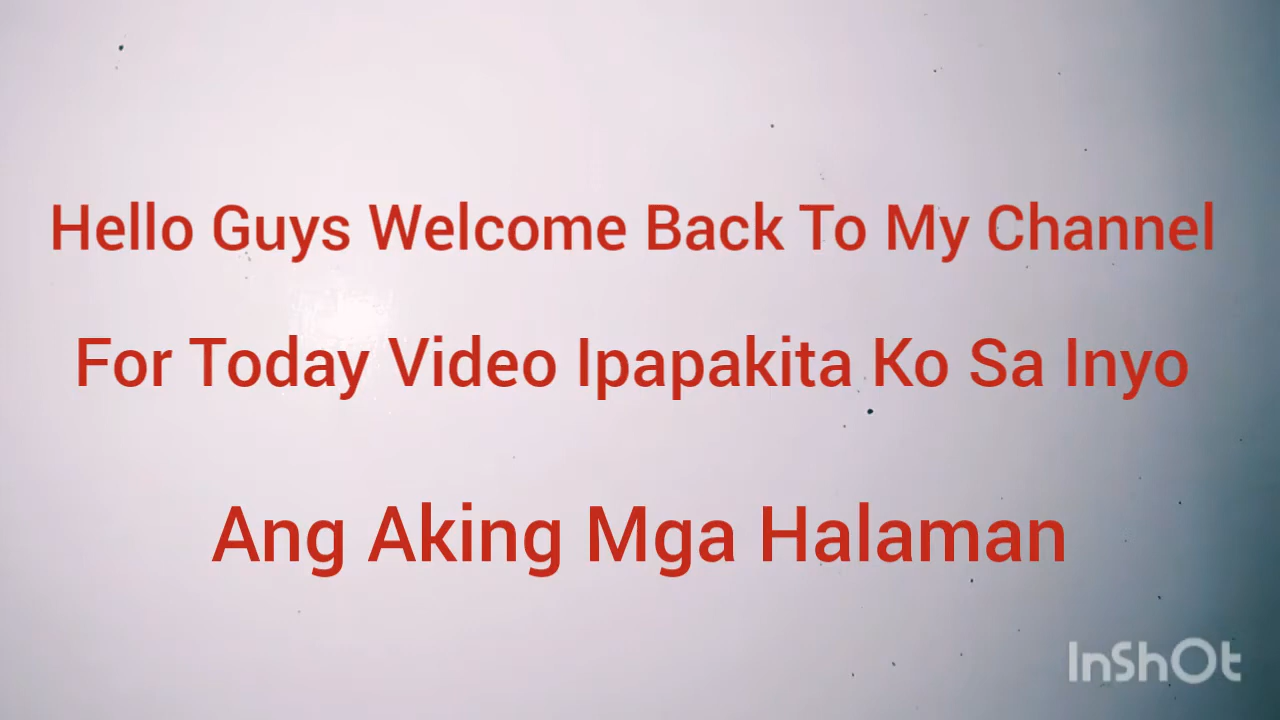 Hello Guys Welcome Back To My Channel
For Today Video Ipapakita Ko Sa Inyo
Ang Aking Mga Halaman
InShOt